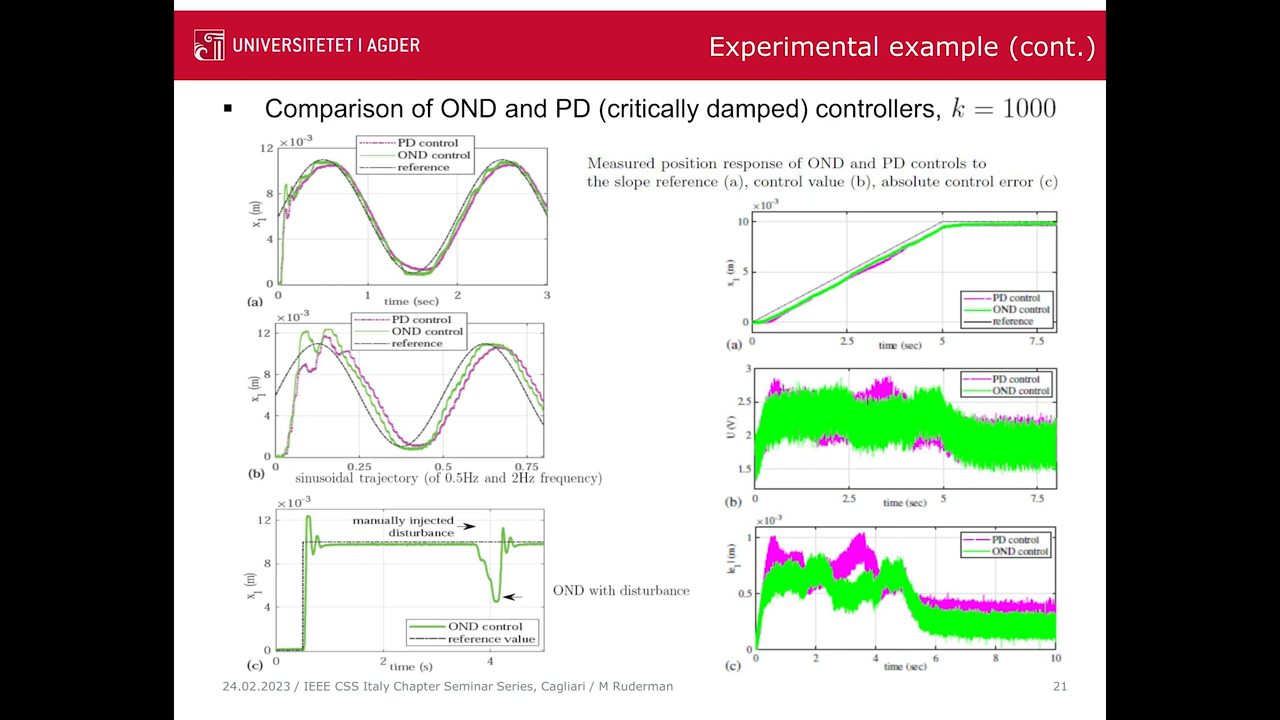 UNIVERSITETET I AGDER
Experimental example (cont.)
▪ Comparison of OND and PD (critically damped) controllers, k = 1000
×10⁻³
PD control
OND control
reference
12
8
4
0
x₁ (m)
0 1 2 3
time (sec)
(a)
×10⁻³
PD control
OND control
reference
12
8
4
0
x₁ (m)
0 0.25 0.5 0.75
(b)
sinusoidal trajectory (of 0.5Hz and 2Hz frequency)
×10⁻³
manually injected
disturbance
12
8
4
0
x₁ (m)
OND control
reference value
0 2 4
time (s)
(c)
OND with disturbance
Measured position response of OND and PD controls to
the slope reference (a), control value (b), absolute control error (c)
×10⁻³
10
5
0
x₁ (m)
PD control
OND control
reference
0 2.5 5 7.5
time (sec)
(a)
3
2.5
2
1.5
U (V)
PD control
OND control
0 2.5 5 7.5
time (sec)
(b)
×10⁻³
1
0.5
0
|e₁| (m)
PD control
OND control
0 2 4 6 8 10
time (sec)
(c)
24.02.2023 / IEEE CSS Italy Chapter Seminar Series, Cagliari / M Ruderman
21